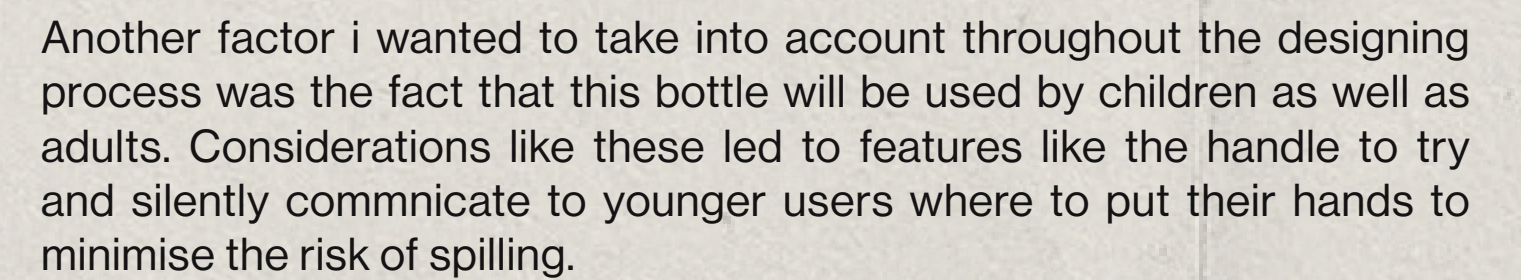 Another factor i wanted to take into account throughout the designing
process was the fact that this bottle will be used by children as well as
adults. Considerations like these led to features like the handle to try
and silently commnicate to younger users where to put their hands to
minimise the risk of spilling.